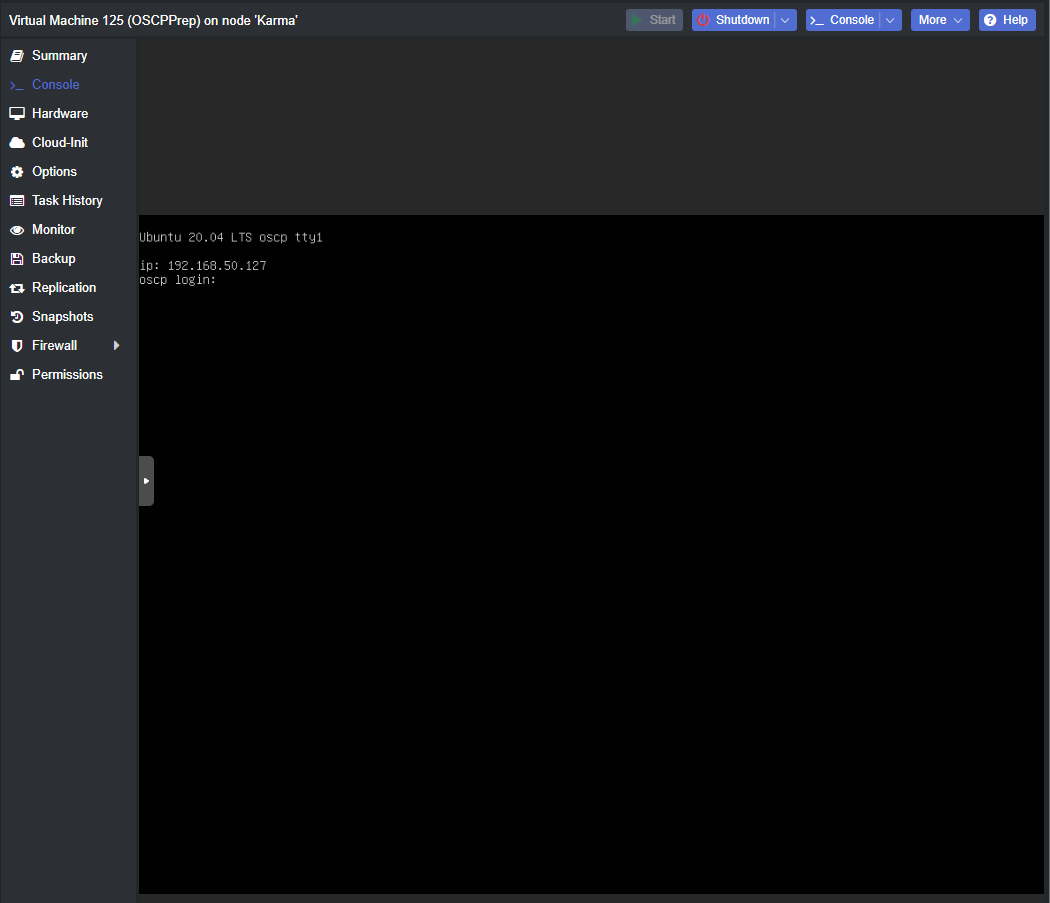 Virtual Machine 125 (OSCPPrep) on node 'Karma'
Start
Shutdown
>_ Console
More
Help
Summary
>_ Console
Hardware
Cloud-Init
Options
Task History
Monitor
Backup
Replication
Snapshots
Firewall
Permissions
Ubuntu 20.04 LTS oscp tty1
ip: 192.168.50.127
oscp login: